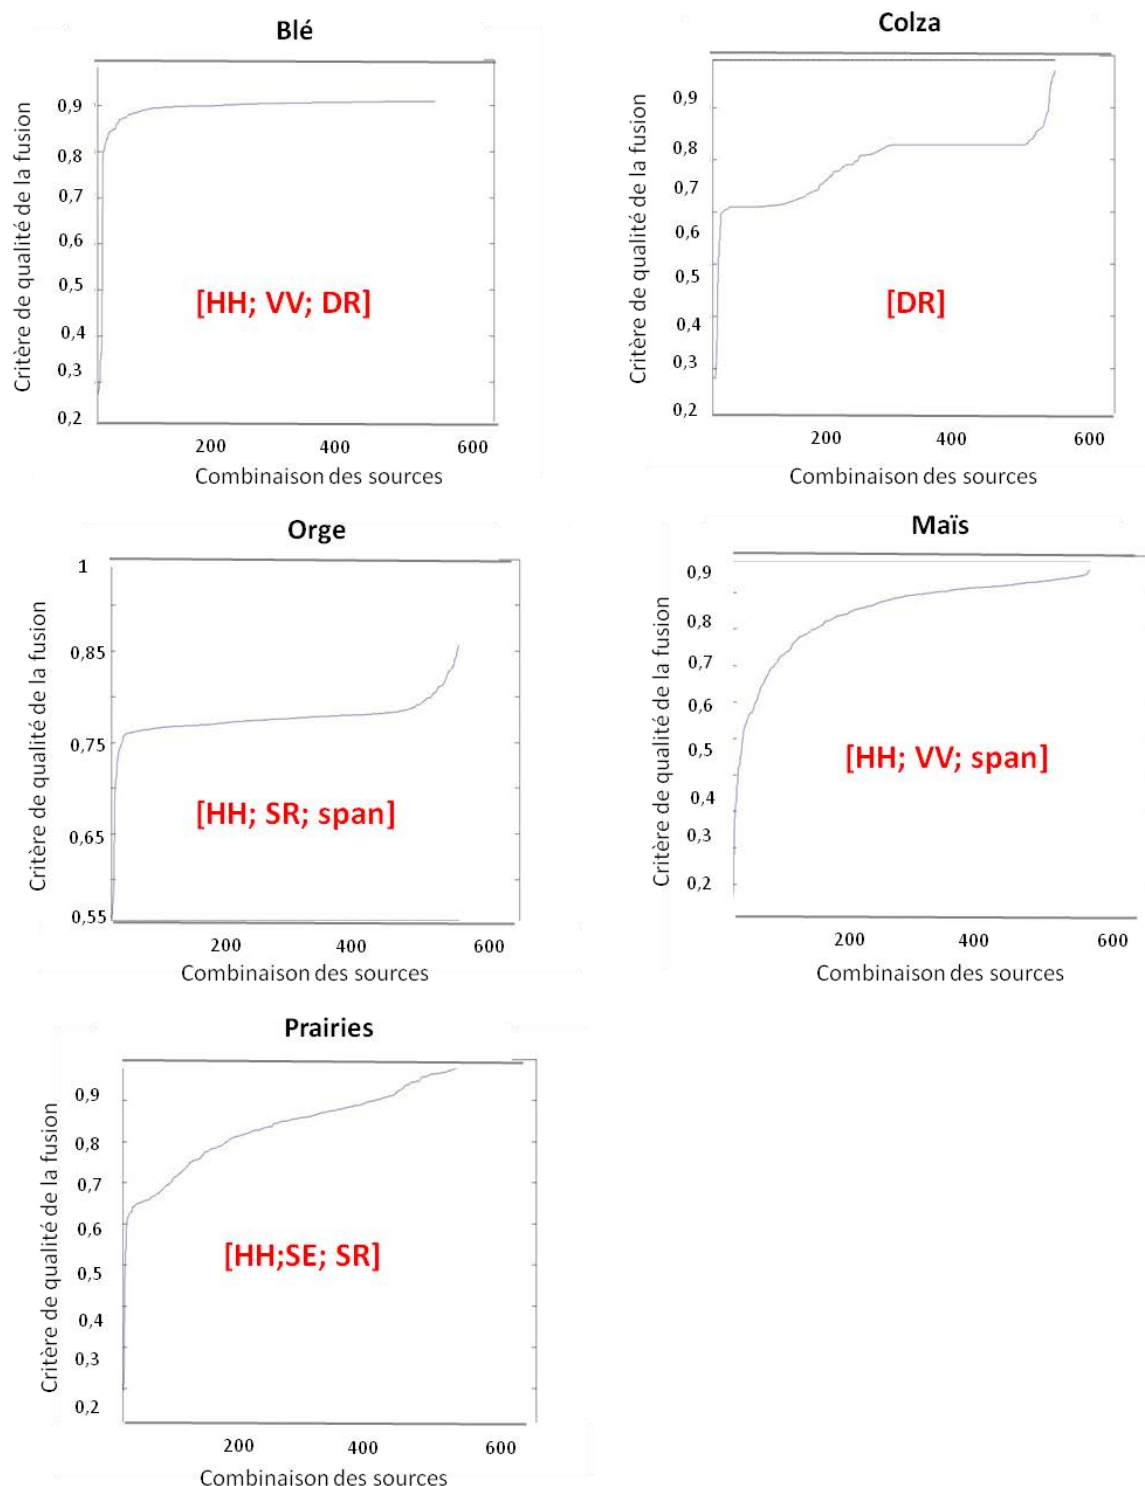 Blé
Critère de qualité de la fusion
0,9
0,8
0,7
0,6
0,5
0,4
0,3
0,2
[HH; VV; DR]
200 400 600
Combinaison des sources
Colza
Critère de qualité de la fusion
0,9
0,8
0,7
0,6
0,5
0,4
0,3
0,2
[DR]
200 400 600
Combinaison des sources
Orge
Critère de qualité de la fusion
1
0,85
0,75
0,65
0,55
[HH; SR; span]
200 400 600
Combinaison des sources
Maïs
Critère de qualité de la fusion
0,9
0,8
0,7
0,6
0,5
0,4
0,3
0,2
[HH; VV; span]
200 400 600
Combinaison des sources
Prairies
Critère de qualité de la fusion
0,9
0,8
0,7
0,6
0,5
0,4
0,3
0,2
[HH;SE; SR]
200 400 600
Combinaison des sources